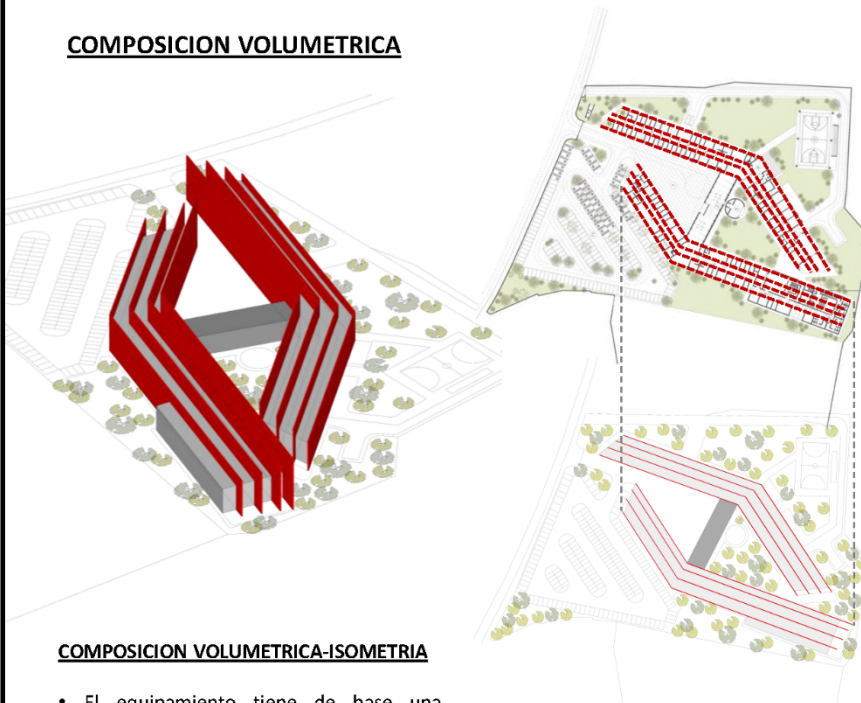 COMPOSICION VOLUMETRICA
COMPOSICION VOLUMETRICA-ISOMETRIA
• El equipamiento tiene de base una